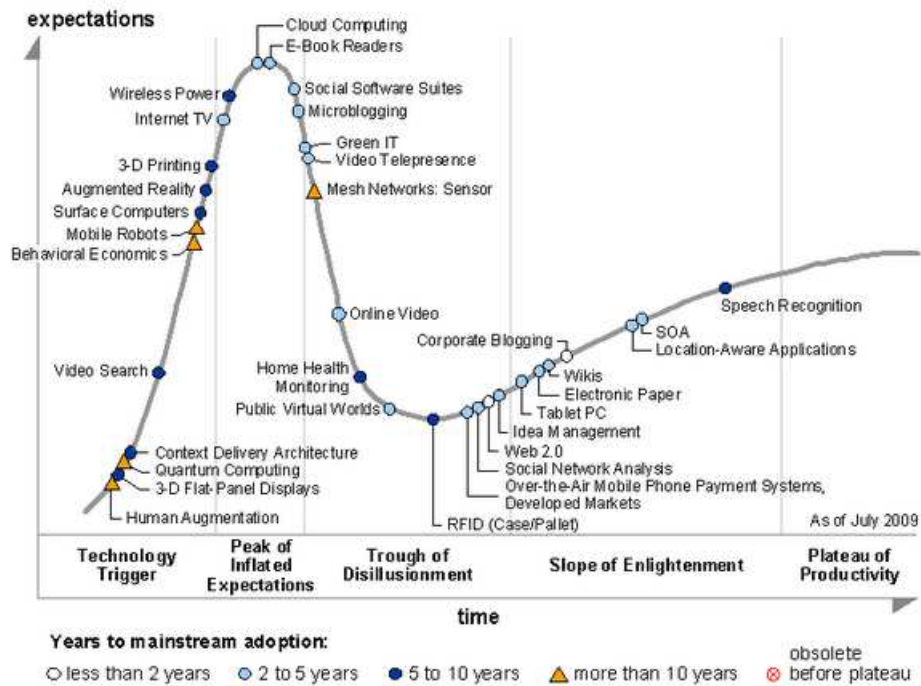 expectations
Cloud Computing
E-Book Readers
Social Software Suites
Wireless Power
Microblogging
Internet TV
Green IT
Video Telepresence
3-D Printing
Augmented Reality
Mesh Networks: Sensor
Surface Computers
Mobile Robots
Behavioral Economics
Online Video
Speech Recognition
SOA
Corporate Blogging
Location-Aware Applications
Video Search
Home Health
Monitoring
Wikis
Electronic Paper
Public Virtual Worlds
Tablet PC
Idea Management
Web 2.0
Context Delivery Architecture
Quantum Computing
Social Network Analysis
3-D Flat-Panel Displays
Over-the-Air Mobile Phone Payment Systems,
Developed Markets
Human Augmentation
RFID (Case/Pallet)
As of July 2009
Technology
Trigger
Peak of
Inflated
Expectations
Trough of
Disillusionment
Slope of Enlightenment
Plateau of
Productivity
time
Years to mainstream adoption:
less than 2 years
2 to 5 years
5 to 10 years
more than 10 years
obsolete
before plateau